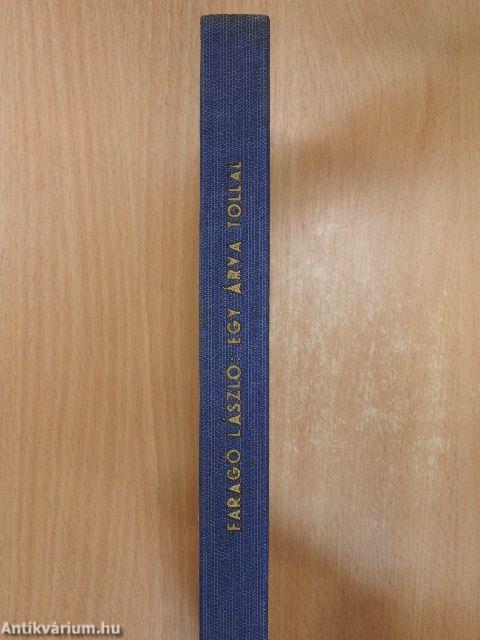 FARAGÓ LÁSZLÓ: EGY ÁRVA TOLLAL
Antikvárium.hu